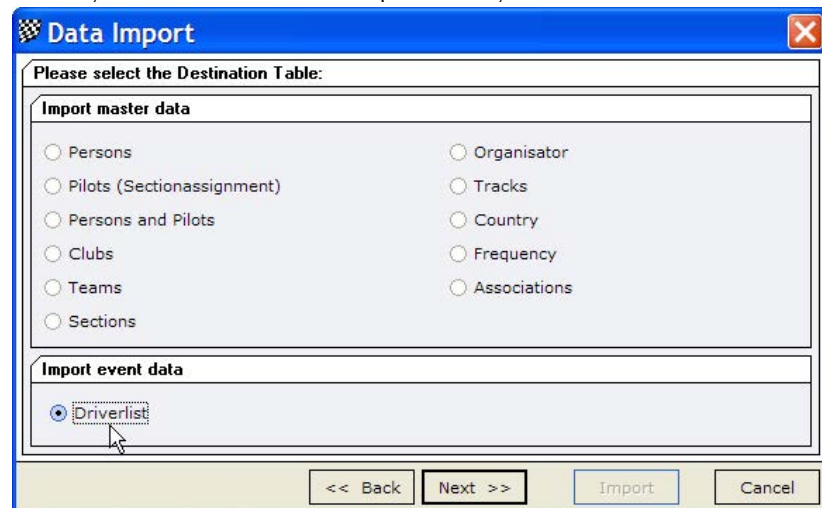 Data Import
Please select the Destination Table:
Import master data
Persons
Pilots (Sectionassignment)
Persons and Pilots
Clubs
Teams
Sections
Organisator
Tracks
Country
Frequency
Associations
Import event data
Driverlist
<< Back Next >> Import Cancel